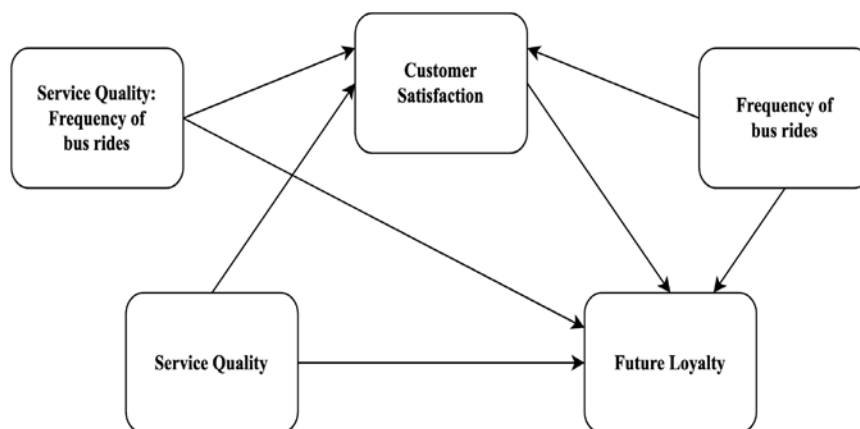 Service Quality:
Frequency of
bus rides
Customer
Satisfaction
Frequency of
bus rides
Service Quality
Future Loyalty